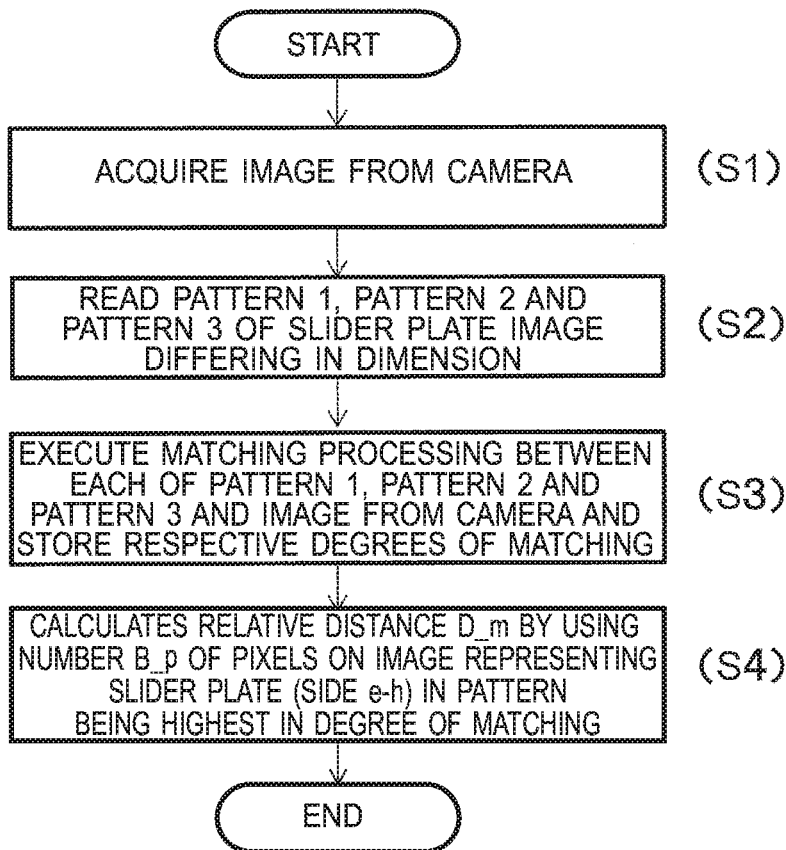 START
ACQUIRE IMAGE FROM CAMERA
(S1)
READ PATTERN 1, PATTERN 2 AND
PATTERN 3 OF SLIDER PLATE IMAGE
DIFFERING IN DIMENSION
(S2)
EXECUTE MATCHING PROCESSING BETWEEN
EACH OF PATTERN 1, PATTERN 2 AND
PATTERN 3 AND IMAGE FROM CAMERA AND
STORE RESPECTIVE DEGREES OF MATCHING
(S3)
CALCULATES RELATIVE DISTANCE D_m BY USING
NUMBER B_p OF PIXELS ON IMAGE REPRESENTING
SLIDER PLATE (SIDE e-h) IN PATTERN
BEING HIGHEST IN DEGREE OF MATCHING
(S4)
END